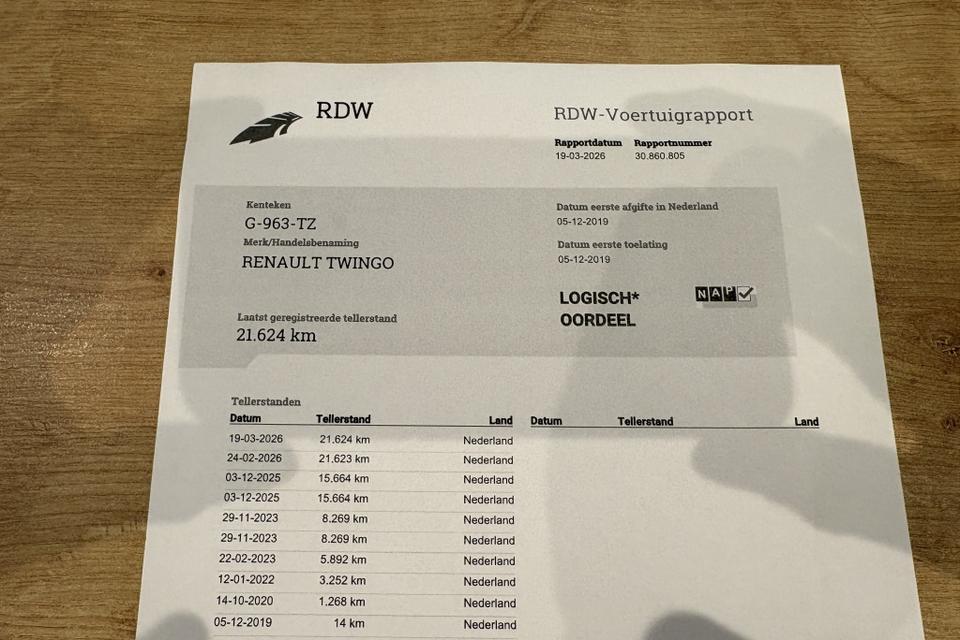 RDW
RDW-Voertuigrapport
Rapportdatum Rapportnummer
19-03-2026 30.860.805
Kenteken
G-963-TZ
Merk/Handelsbenaming
RENAULT TWINGO
Laatst geregistreerde tellerstand
21.624 km
Datum eerste afgifte in Nederland
05-12-2019
Datum eerste toelating
05-12-2019
LOGISCH*
OORDEEL
NAP
Tellerstanden
Datum Tellerstand Land Datum Tellerstand Land
19-03-2026 21.624 km Nederland
24-02-2026 21.623 km Nederland
03-12-2025 15.664 km Nederland
03-12-2025 15.664 km Nederland
29-11-2023 8.269 km Nederland
29-11-2023 8.269 km Nederland
22-02-2023 5.892 km Nederland
12-01-2022 3.252 km Nederland
14-10-2020 1.268 km Nederland
05-12-2019 14 km Nederland